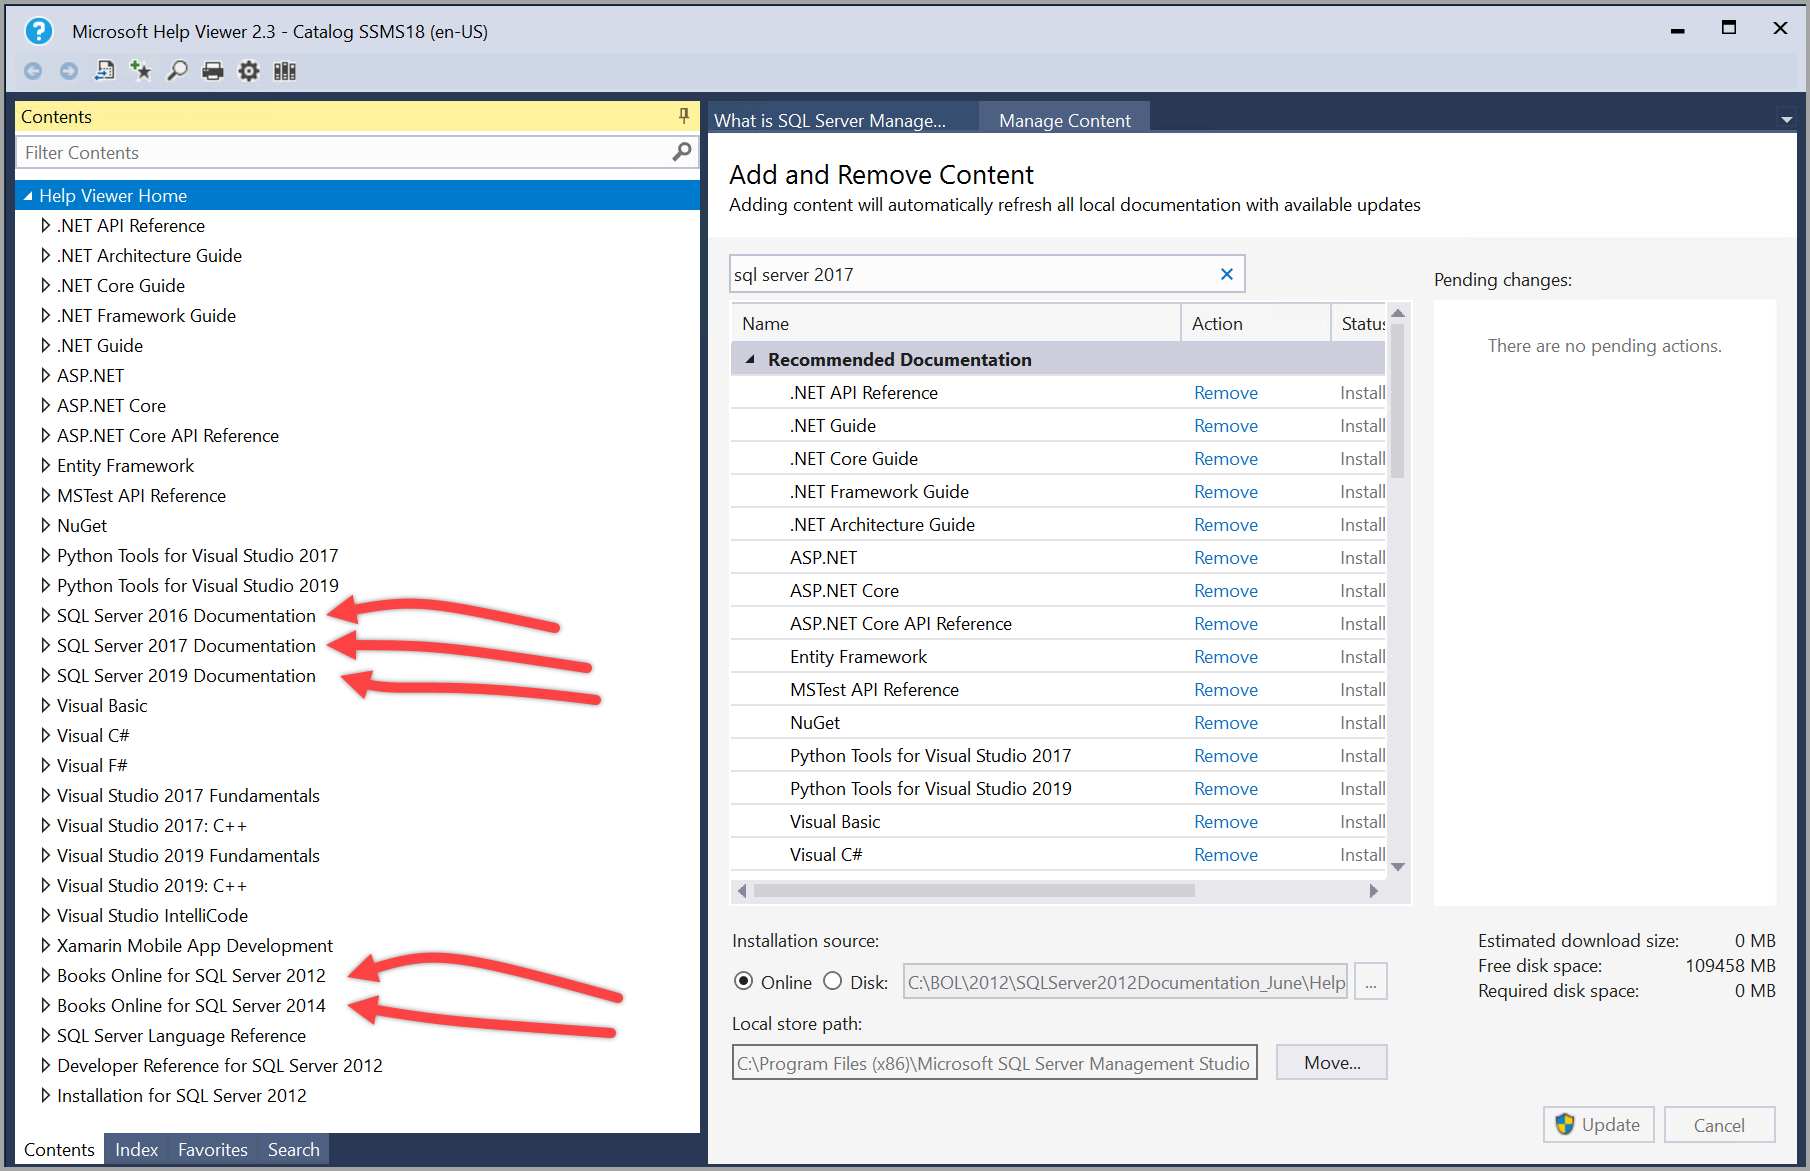 Microsoft Help Viewer 2.3 - Catalog SSMS18 (en-US)
Contents
Filter Contents
Help Viewer Home
.NET API Reference
.NET Architecture Guide
.NET Core Guide
.NET Framework Guide
.NET Guide
ASP.NET
ASP.NET Core
ASP.NET Core API Reference
Entity Framework
MSTest API Reference
NuGet
Python Tools for Visual Studio 2017
Python Tools for Visual Studio 2019
SQL Server 2016 Documentation
SQL Server 2017 Documentation
SQL Server 2019 Documentation
Visual Basic
Visual C#
Visual F#
Visual Studio 2017 Fundamentals
Visual Studio 2017: C++
Visual Studio 2019 Fundamentals
Visual Studio 2019: C++
Visual Studio IntelliCode
Xamarin Mobile App Development
Books Online for SQL Server 2012
Books Online for SQL Server 2014
SQL Server Language Reference
Developer Reference for SQL Server 2012
Installation for SQL Server 2012
Contents Index Favorites Search
What is SQL Server Manage... Manage Content
Add and Remove Content
Adding content will automatically refresh all local documentation with available updates
sql server 2017
Name Action Status
Recommended Documentation
.NET API Reference Remove Install
.NET Guide Remove Install
.NET Core Guide Remove Install
.NET Framework Guide Remove Install
.NET Architecture Guide Remove Install
ASP.NET Remove Install
ASP.NET Core Remove Install
ASP.NET Core API Reference Remove Install
Entity Framework Remove Install
MSTest API Reference Remove Install
NuGet Remove Install
Python Tools for Visual Studio 2017 Remove Install
Python Tools for Visual Studio 2019 Remove Install
Visual Basic Remove Install
Visual C# Remove Install
Pending changes:
There are no pending actions.
Installation source:
Online Disk: C:\BOL\2012\SQLServer2012Documentation_June\Help ...
Local store path:
C:\Program Files (x86)\Microsoft SQL Server Management Studio Move...
Estimated download size: 0 MB
Free disk space: 109458 MB
Required disk space: 0 MB
Update Cancel